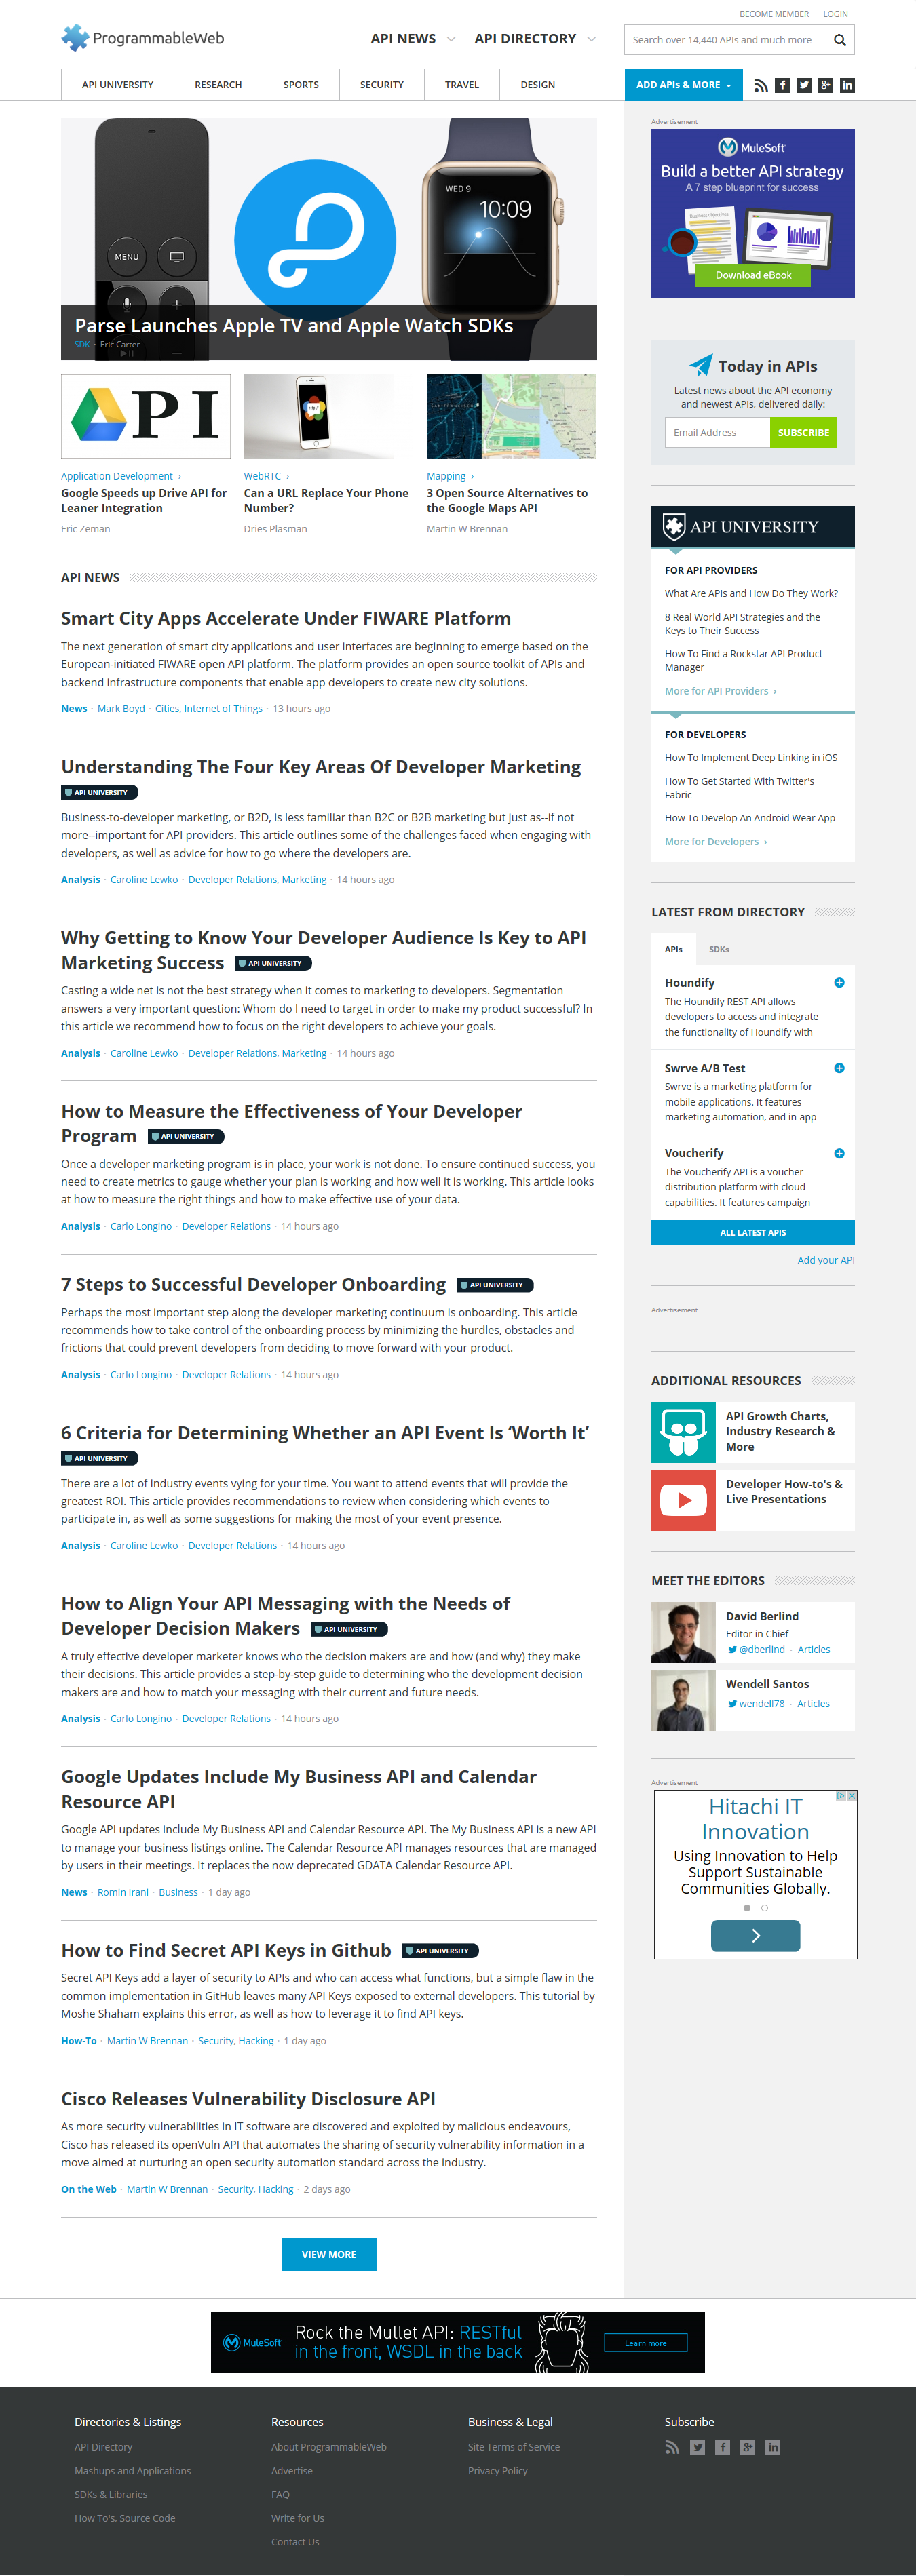 BECOME MEMBER | LOGIN
ProgrammableWeb
API NEWS API DIRECTORY
Search over 14,440 APIs and much more
API UNIVERSITY RESEARCH SPORTS SECURITY TRAVEL DESIGN
ADD APIs & MORE
MENU
WED 9
10:09
Parse Launches Apple TV and Apple Watch SDKs
SDK - Eric Carter
API
Application Development ›
Google Speeds up Drive API for
Leaner Integration
Eric Zeman
WebRTC ›
Can a URL Replace Your Phone
Number?
Dries Plasman
SAN FRANCISCO
Mapping ›
3 Open Source Alternatives to
the Google Maps API
Martin W Brennan
API NEWS
Smart City Apps Accelerate Under FIWARE Platform
The next generation of smart city applications and user interfaces are beginning to emerge based on the
European-initiated FIWARE open API platform. The platform provides an open source toolkit of APIs and
backend infrastructure components that enable app developers to create new city solutions.
News · Mark Boyd · Cities, Internet of Things · 13 hours ago
Understanding The Four Key Areas Of Developer Marketing
API UNIVERSITY
Business-to-developer marketing, or B2D, is less familiar than B2C or B2B marketing but just as--if not
more--important for API providers. This article outlines some of the challenges faced when engaging with
developers, as well as advice for how to go where the developers are.
Analysis · Caroline Lewko · Developer Relations, Marketing · 14 hours ago
Why Getting to Know Your Developer Audience Is Key to API
Marketing Success API UNIVERSITY
Casting a wide net is not the best strategy when it comes to marketing to developers. Segmentation
answers a very important question: Whom do I need to target in order to make my product successful? In
this article we recommend how to focus on the right developers to achieve your goals.
Analysis · Caroline Lewko · Developer Relations, Marketing · 14 hours ago
How to Measure the Effectiveness of Your Developer
Program API UNIVERSITY
Once a developer marketing program is in place, your work is not done. To ensure continued success, you
need to create metrics to gauge whether your plan is working and how well it is working. This article looks
at how to measure the right things and how to make effective use of your data.
Analysis · Carlo Longino · Developer Relations · 14 hours ago
7 Steps to Successful Developer Onboarding API UNIVERSITY
Perhaps the most important step along the developer marketing continuum is onboarding. This article
recommends how to take control of the onboarding process by minimizing the hurdles, obstacles and
frictions that could prevent developers from deciding to move forward with your product.
Analysis · Carlo Longino · Developer Relations · 14 hours ago
6 Criteria for Determining Whether an API Event Is ‘Worth It’
API UNIVERSITY
There are a lot of industry events vying for your time. You want to attend events that will provide the
greatest ROI. This article provides recommendations to review when considering which events to
participate in, as well as some suggestions for making the most of your event presence.
Analysis · Caroline Lewko · Developer Relations · 14 hours ago
How to Align Your API Messaging with the Needs of
Developer Decision Makers API UNIVERSITY
A truly effective developer marketer knows who the decision makers are and how (and why) they make
their decisions. This article provides a step-by-step guide to determining who the development decision
makers are and how to match your messaging with their current and future needs.
Analysis · Carlo Longino · Developer Relations · 14 hours ago
Google Updates Include My Business API and Calendar
Resource API
Google API updates include My Business API and Calendar Resource API. The My Business API is a new API
to manage your business listings online. The Calendar Resource API manages resources that are managed
by users in their meetings. It replaces the now deprecated GDATA Calendar Resource API.
News · Romin Irani · Business · 1 day ago
How to Find Secret API Keys in Github API UNIVERSITY
Secret API Keys add a layer of security to APIs and who can access what functions, but a simple flaw in the
common implementation in GitHub leaves many API Keys exposed to external developers. This tutorial by
Moshe Shaham explains this error, as well as how to leverage it to find API keys.
How-To · Martin W Brennan · Security, Hacking · 1 day ago
Cisco Releases Vulnerability Disclosure API
As more security vulnerabilities in IT software are discovered and exploited by malicious endeavours,
Cisco has released its openVuln API that automates the sharing of security vulnerability information in a
move aimed at nurturing an open security automation standard across the industry.
On the Web · Martin W Brennan · Security, Hacking · 2 days ago
VIEW MORE
Advertisement
MuleSoft
Build a better API strategy
A 7 step blueprint for success
Download eBook
Today in APIs
Latest news about the API economy
and newest APIs, delivered daily:
Email Address SUBSCRIBE
API UNIVERSITY
FOR API PROVIDERS
What Are APIs and How Do They Work?
8 Real World API Strategies and the
Keys to Their Success
How To Find a Rockstar API Product
Manager
More for API Providers ›
FOR DEVELOPERS
How To Implement Deep Linking in iOS
How To Get Started With Twitter's
Fabric
How To Develop An Android Wear App
More for Developers ›
LATEST FROM DIRECTORY
APIs SDKs
Houndify
The Houndify REST API allows
developers to access and integrate
the functionality of Houndify with
Swrve A/B Test
Swrve is a marketing platform for
mobile applications. It features
marketing automation, and in-app
Voucherify
The Voucherify API is a voucher
distribution platform with cloud
capabilities. It features campaign
ALL LATEST APIS
Add your API
Advertisement
ADDITIONAL RESOURCES
API Growth Charts,
Industry Research &
More
Developer How-to's &
Live Presentations
MEET THE EDITORS
David Berlind
Editor in Chief
@dberlind · Articles
Wendell Santos
wendell78 · Articles
Advertisement
Hitachi IT
Innovation
Using Innovation to Help
Support Sustainable
Communities Globally.
MuleSoft
Rock the Mullet API: RESTful
in the front, WSDL in the back
Learn more
Directories & Listings
API Directory
Mashups and Applications
SDKs & Libraries
How To's, Source Code
Resources
About ProgrammableWeb
Advertise
FAQ
Write for Us
Contact Us
Business & Legal
Site Terms of Service
Privacy Policy
Subscribe